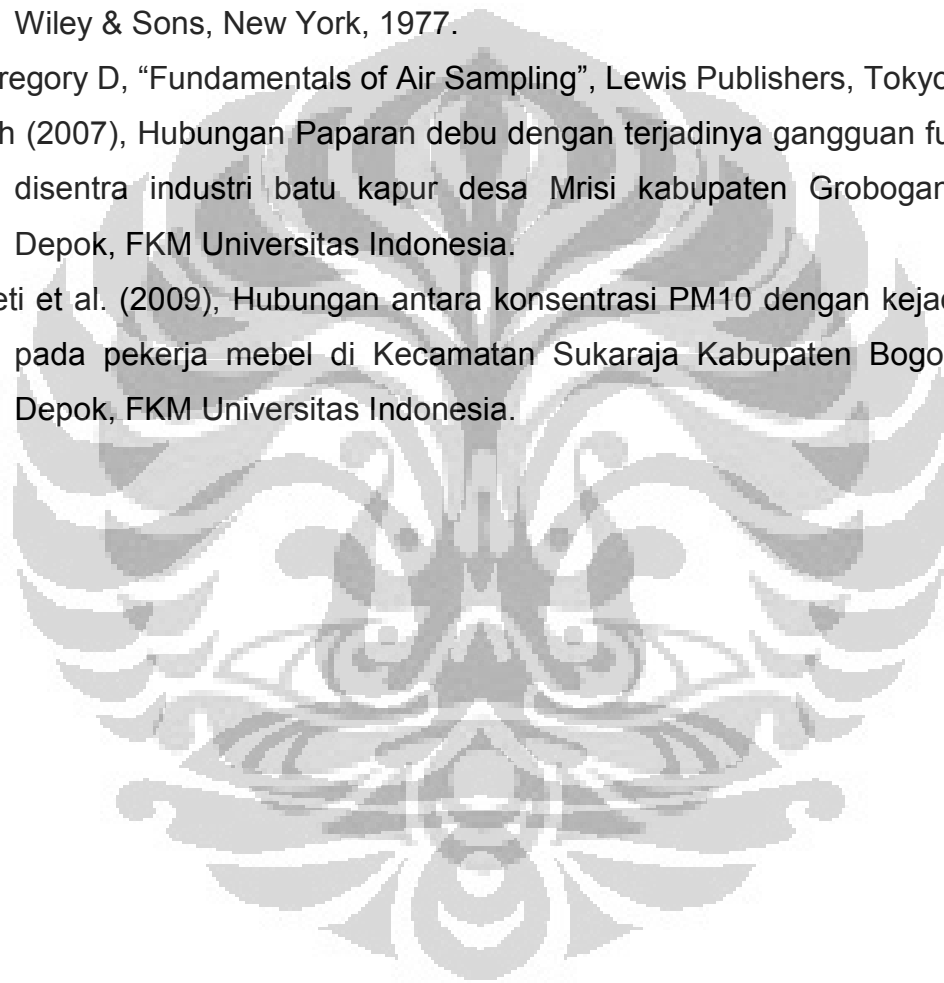 Wiley & Sons, New York, 1977.
regory D, “Fundamentals of Air Sampling”, Lewis Publishers, Tokyo
h (2007), Hubungan Paparan debu dengan terjadinya gangguan fu
disentra industri batu kapur desa Mrisi kabupaten Grobogan
Depok, FKM Universitas Indonesia.
eti et al. (2009), Hubungan antara konsentrasi PM10 dengan kejad
pada pekerja mebel di Kecamatan Sukaraja Kabupaten Bogo
Depok, FKM Universitas Indonesia.